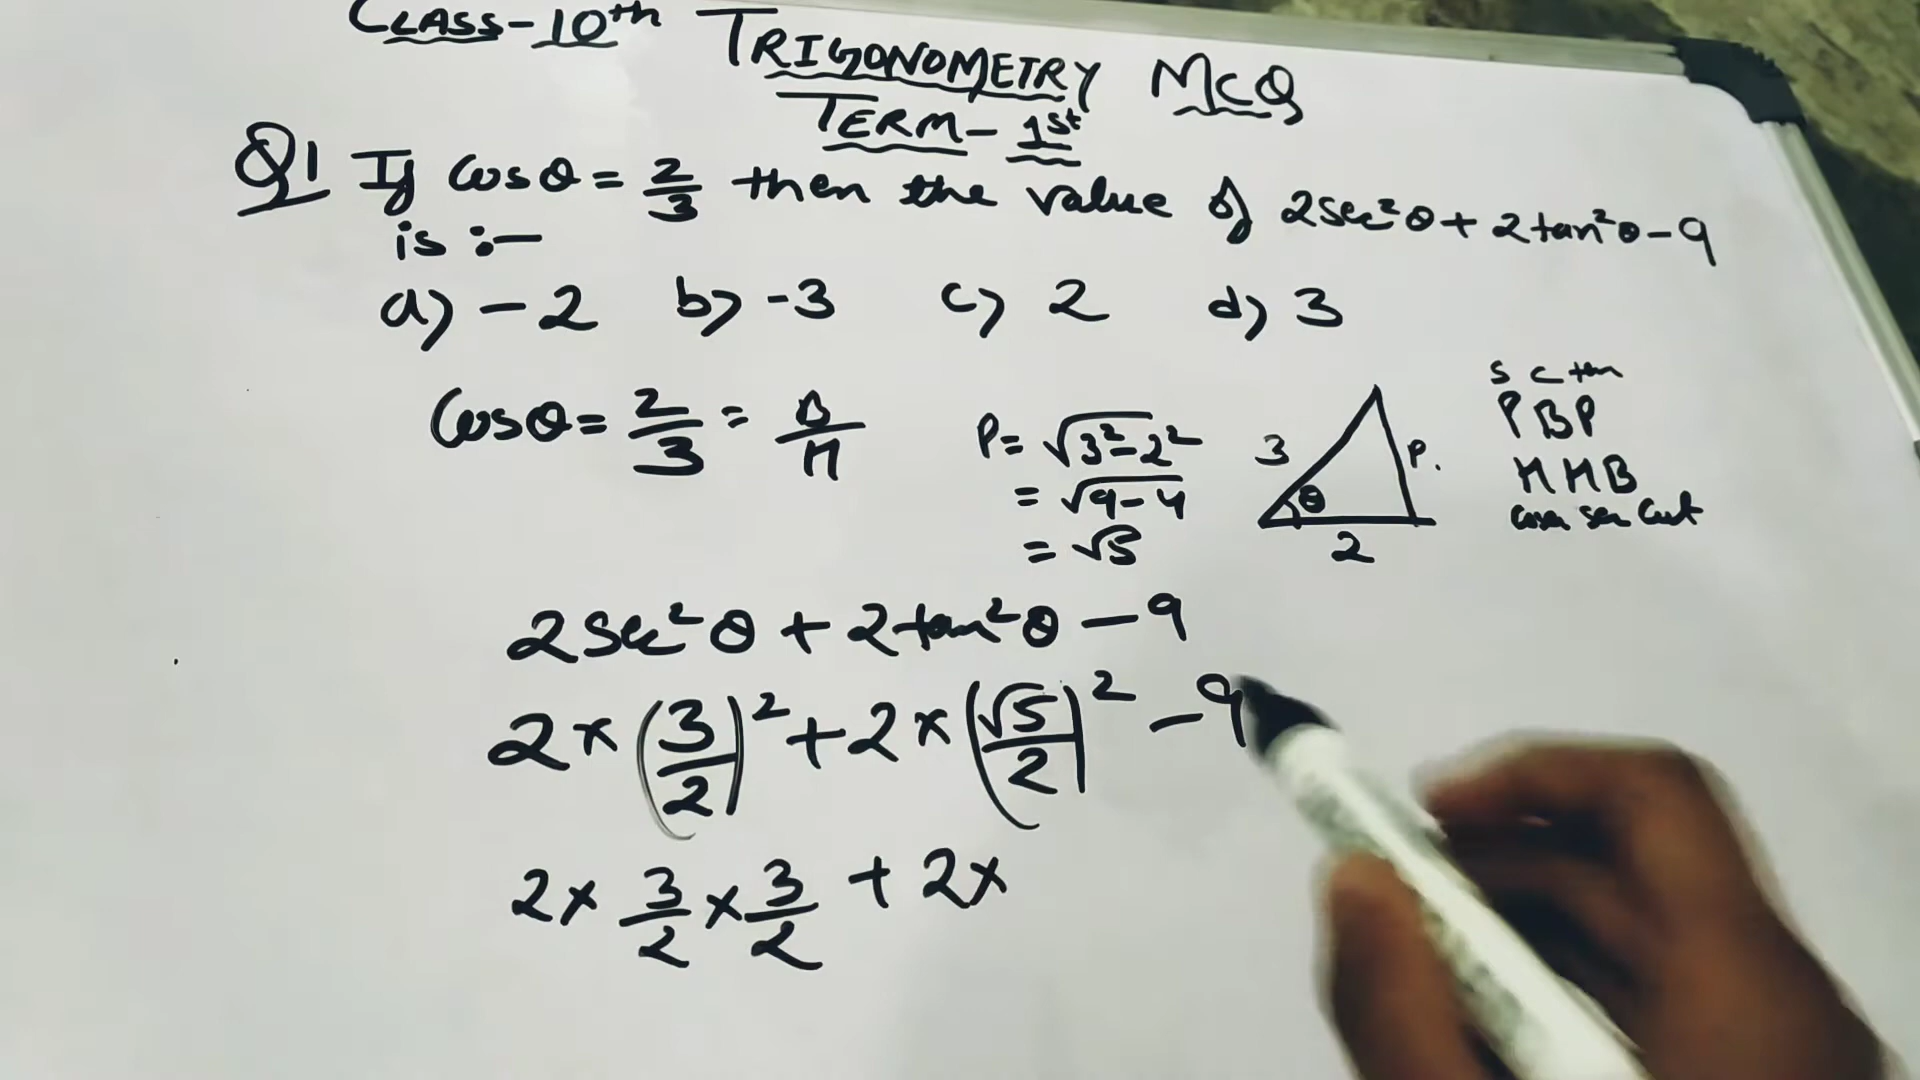 CLASS-10th TRIGONOMETRY MCQ
TERM-1st
Q1 If cosθ = 2/3 then the value of 2sec²θ + 2tan²θ - 9
is :-
a) -2 b) -3 c) 2 d) 3
Cosθ = 2/3 = B/H
P = √3²-2²
= √9-4
= √5
3 θ P. 2
S C tan
P B P
H H B
cosec sec cot
2sec²θ + 2tan²θ - 9
2 × (3/2)² + 2 × (√5/2)² - 9
2 × 3/2 × 3/2 + 2 ×